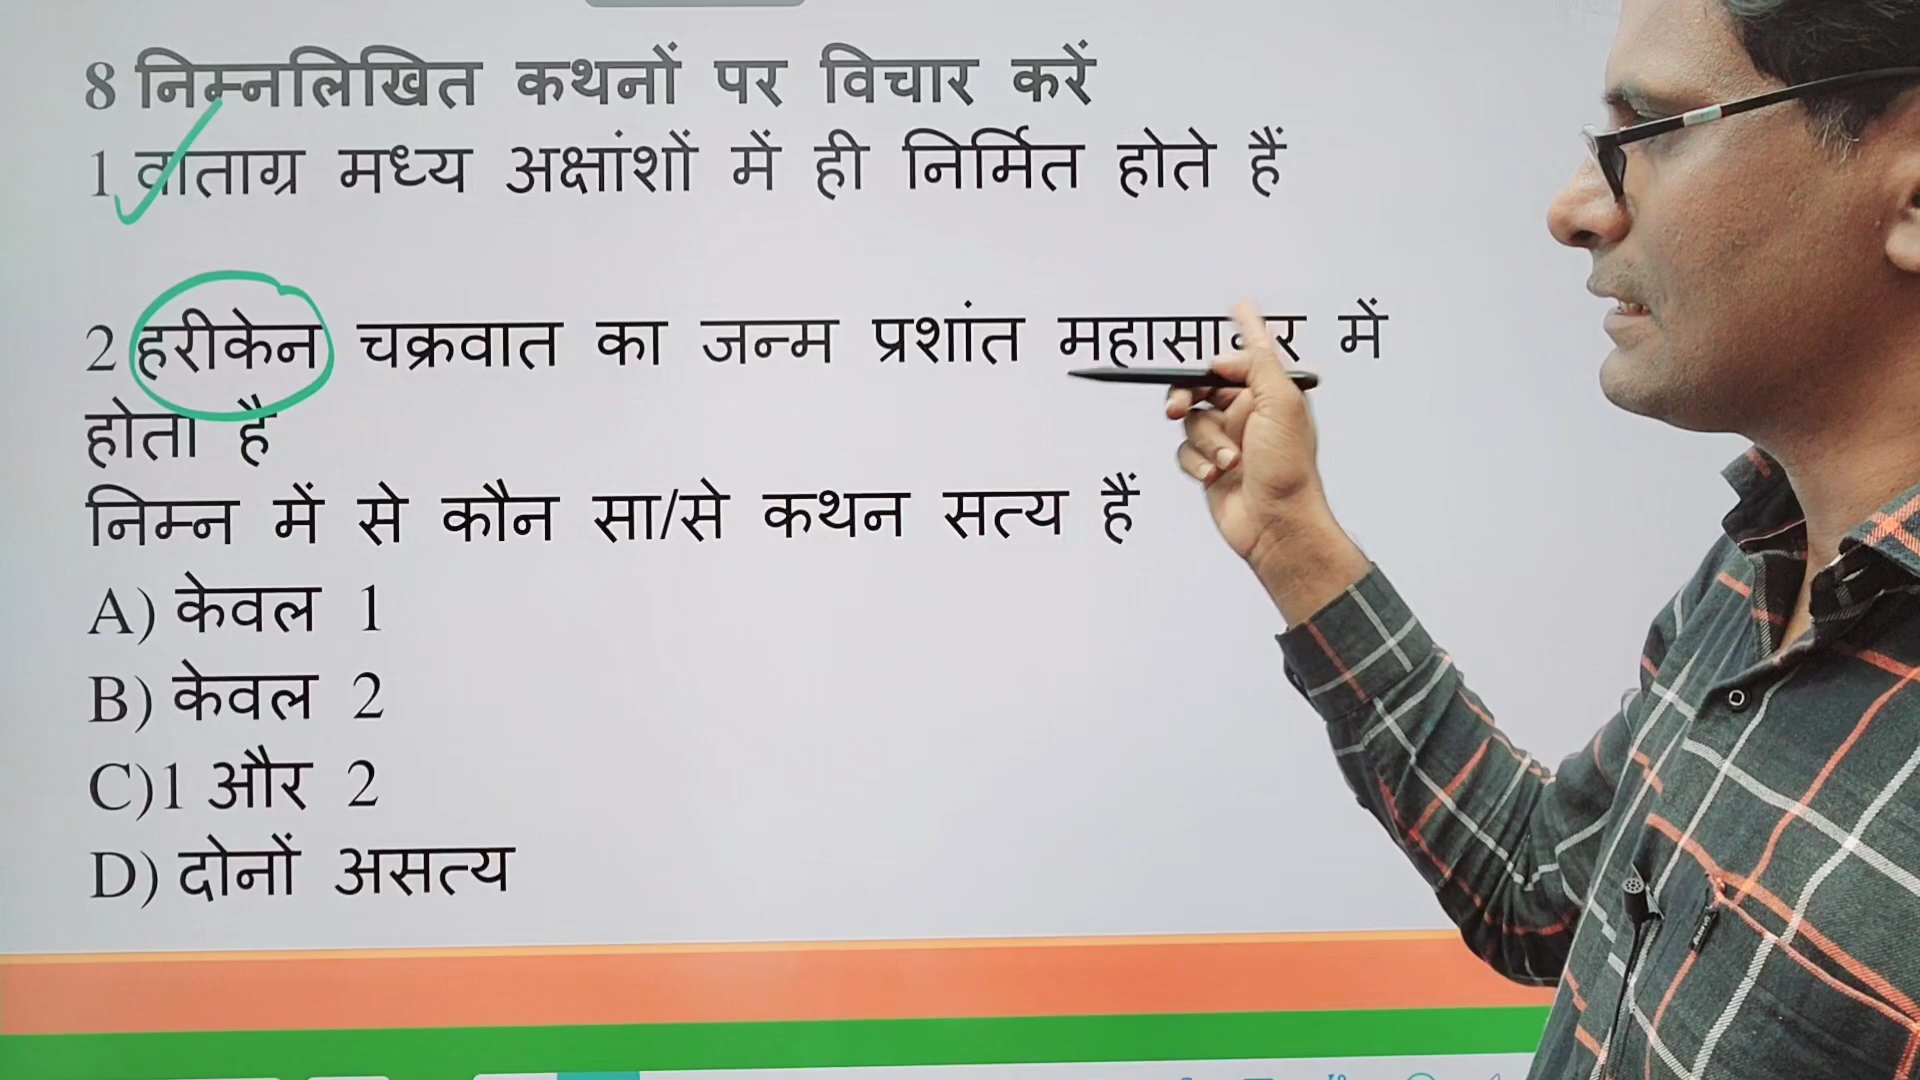 8 निम्नलिखित कथनों पर विचार करें
1 वाताग्र मध्य अक्षांशों में ही निर्मित होते हैं
2 हरीकेन चक्रवात का जन्म प्रशांत महासागर में
होता है
निम्न में से कौन सा/से कथन सत्य हैं
A) केवल 1
B) केवल 2
C)1 और 2
D) दोनों असत्य